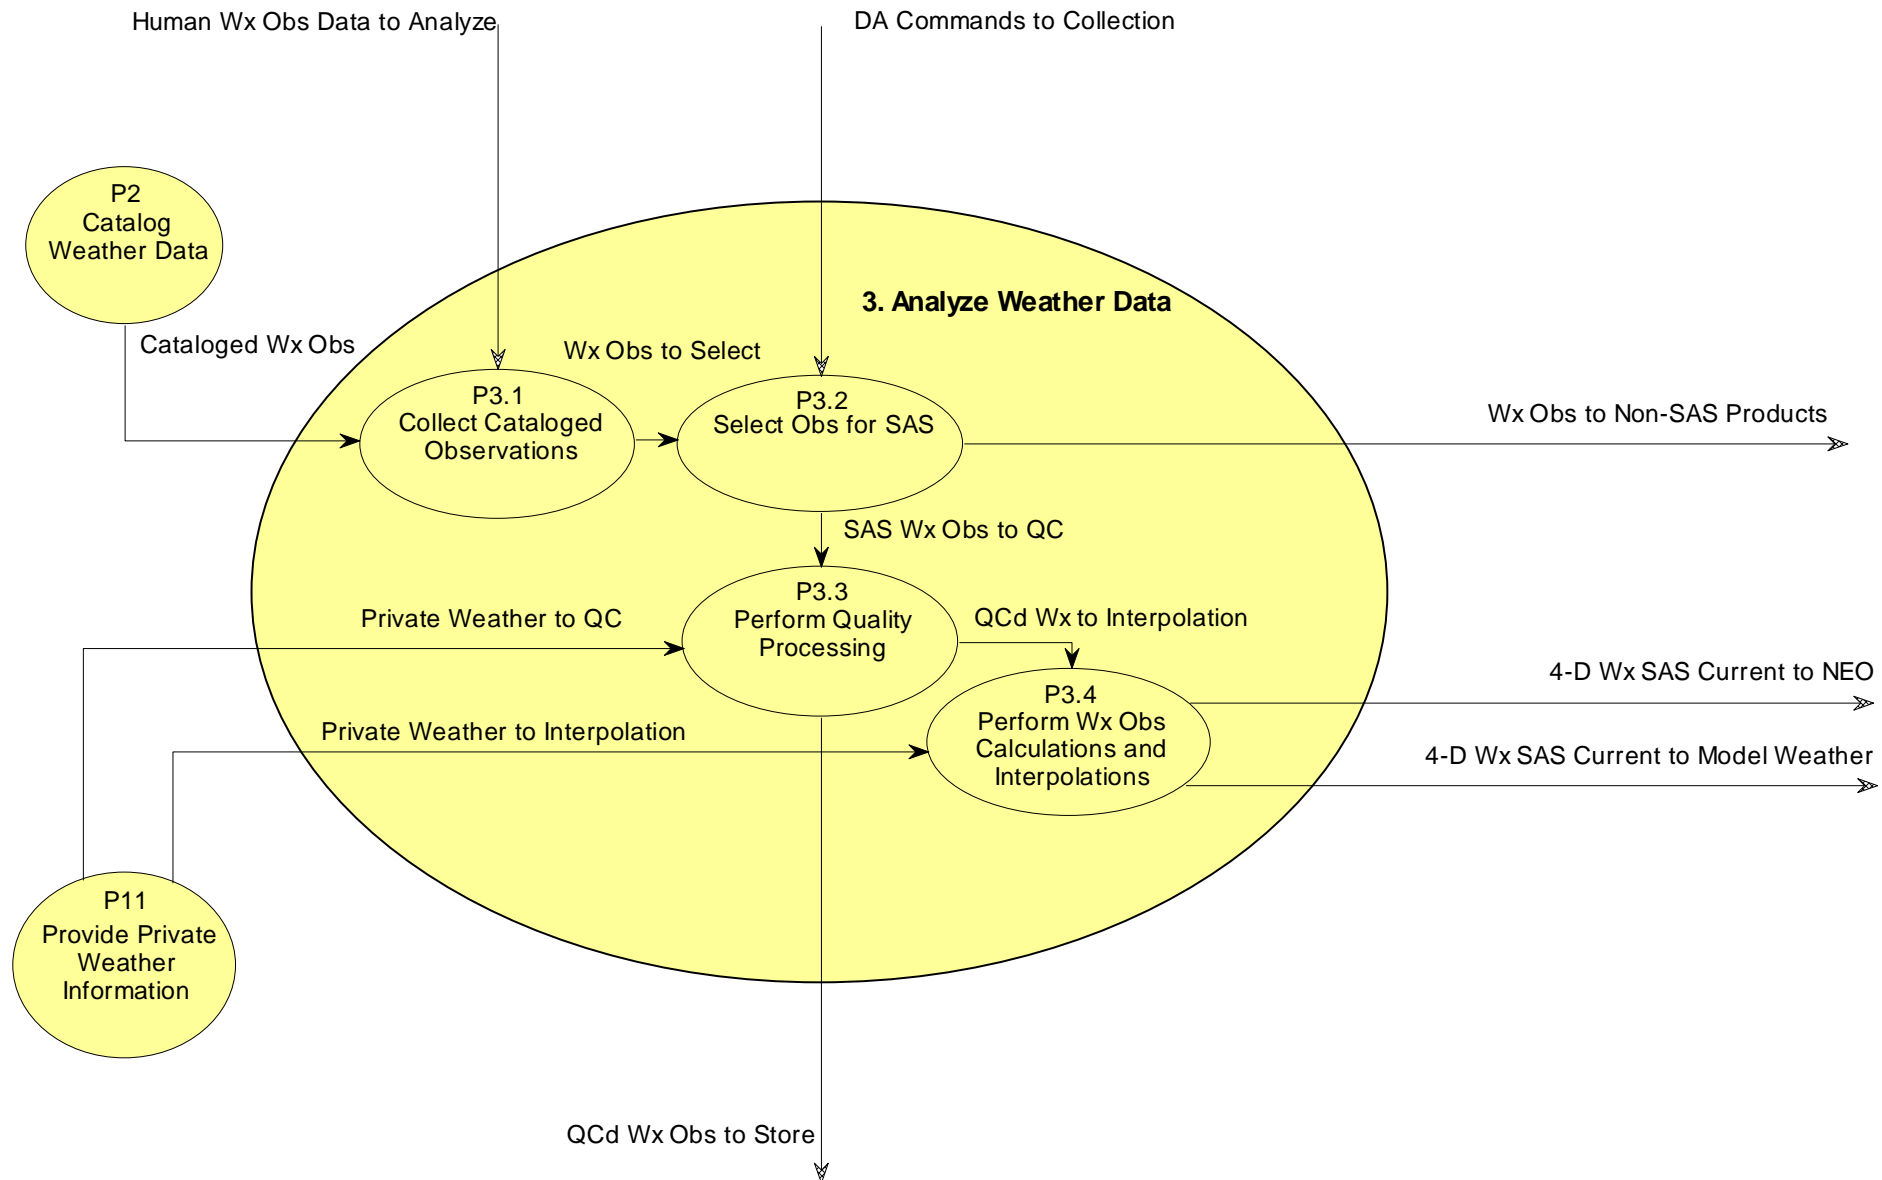 Human Wx Obs Data to Analyze
DA Commands to Collection
P2
Catalog
Weather Data
3. Analyze Weather Data
Cataloged Wx Obs
Wx Obs to Select
P3.1
Collect Cataloged
Observations
P3.2
Select Obs for SAS
Wx Obs to Non-SAS Products
SAS Wx Obs to QC
P3.3
Perform Quality
Processing
Private Weather to QC
QCd Wx to Interpolation
4-D Wx SAS Current to NEO
P3.4
Perform Wx Obs
Calculations and
Interpolations
Private Weather to Interpolation
4-D Wx SAS Current to Model Weather
P11
Provide Private
Weather
Information
QCd Wx Obs to Store